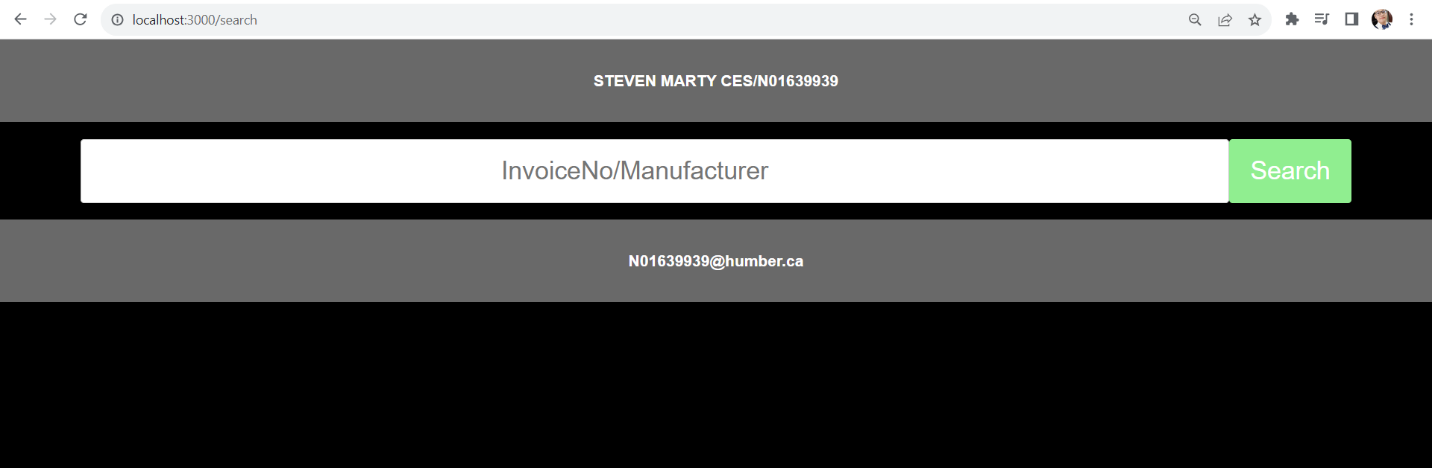 localhost:3000/search
STEVEN MARTY CES/N01639939
InvoiceNo/Manufacturer
Search
N01639939@humber.ca